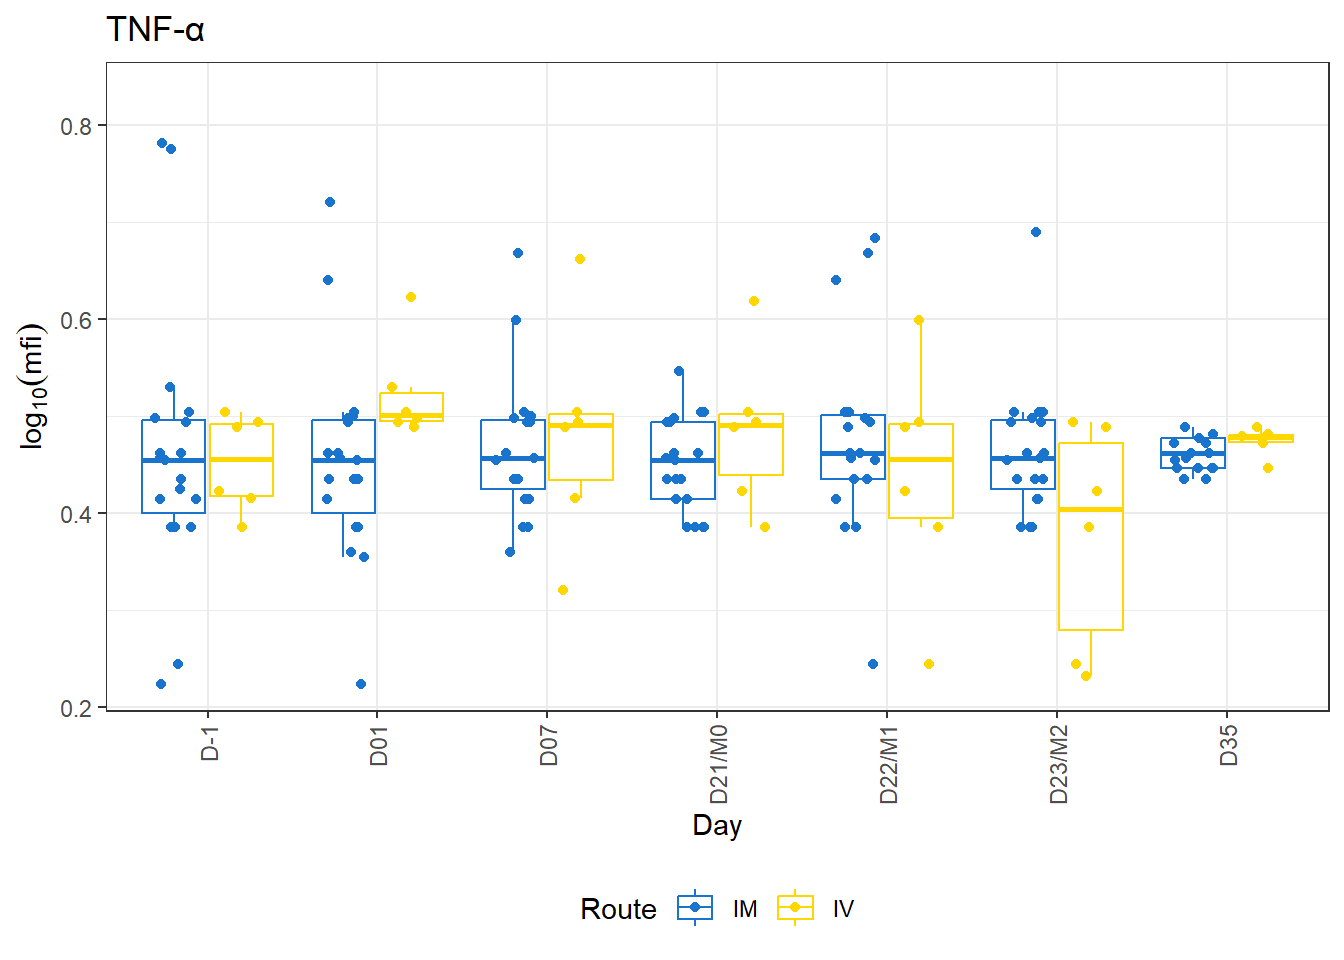 TNF-α
0.8
0.6
0.4
0.2
log₁₀(mfi)
D-1
D01
D07
D21/M0
D22/M1
D23/M2
D35
Day
Route IM IV